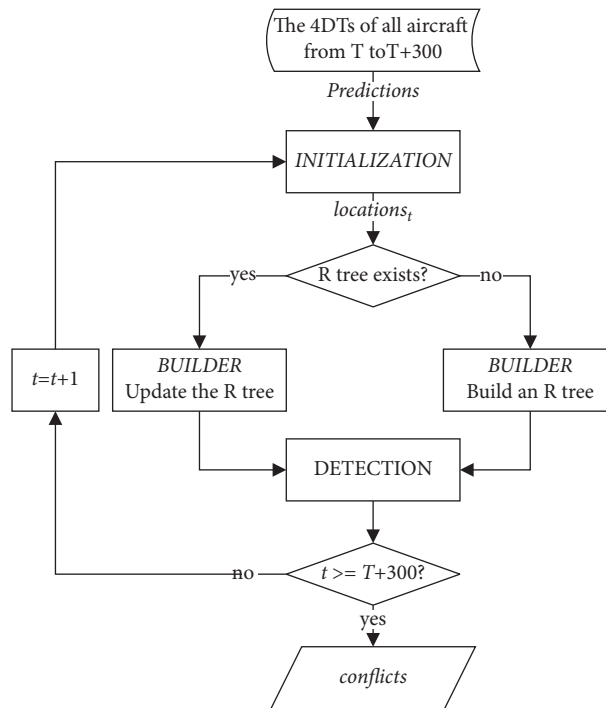 The 4DTs of all aircraft
from T toT+300
Predictions
INITIALIZATION
locationsₜ
R tree exists?
yes
no
BUILDER
Update the R tree
BUILDER
Build an R tree
t=t+1
DETECTION
t >= T+300?
no
yes
conflicts